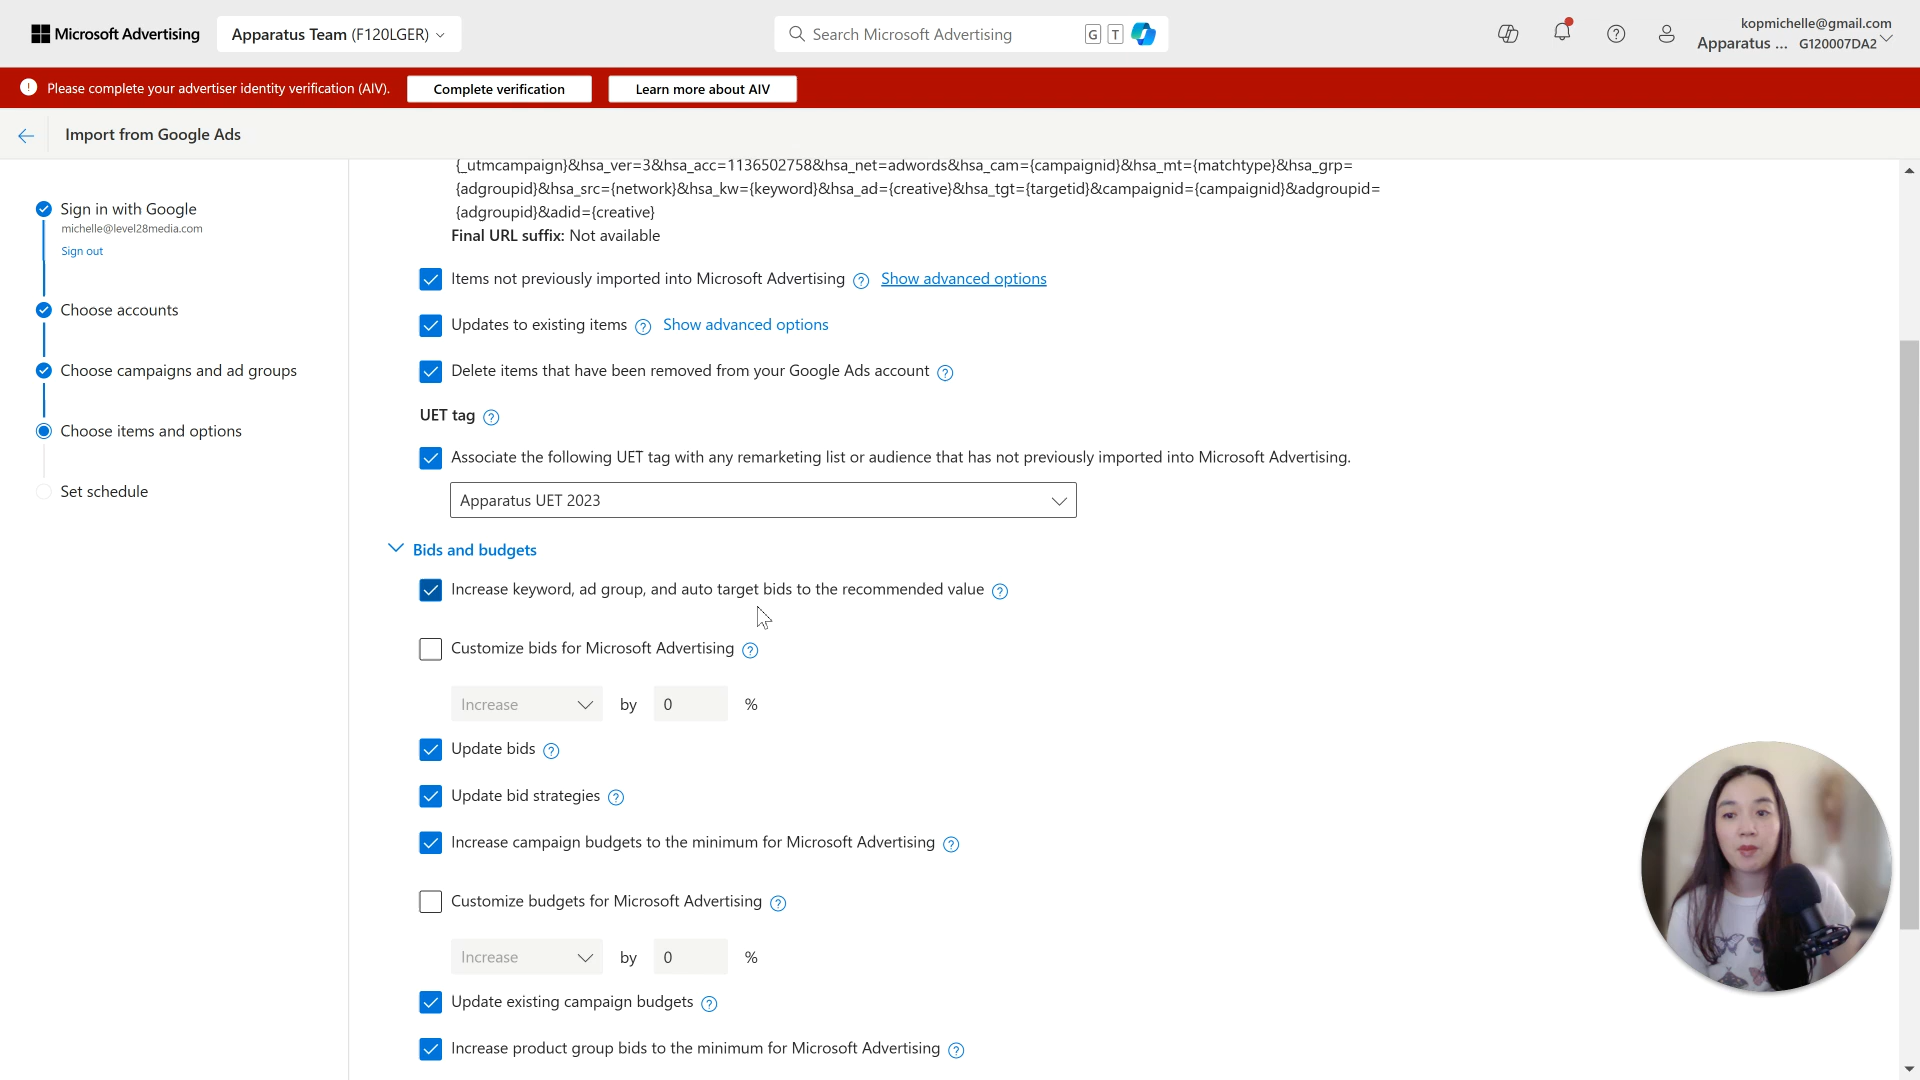 Microsoft Advertising
Apparatus Team (F120LGER)
Search Microsoft Advertising
G T
kopmichelle@gmail.com
Apparatus ... G120007DA2
Please complete your advertiser identity verification (AIV).
Complete verification
Learn more about AIV
Import from Google Ads
Sign in with Google
michelle@level28media.com
Sign out
Choose accounts
Choose campaigns and ad groups
Choose items and options
Set schedule
{_utmcampaign}&hsa_ver=3&hsa_acc=1136502758&hsa_net=adwords&hsa_cam={campaignid}&hsa_mt={matchtype}&hsa_grp=
{adgroupid}&hsa_src={network}&hsa_kw={keyword}&hsa_ad={creative}&hsa_tgt={targetid}&campaignid={campaignid}&adgroupid=
{adgroupid}&adid={creative}
Final URL suffix: Not available
Items not previously imported into Microsoft Advertising ? Show advanced options
Updates to existing items ? Show advanced options
Delete items that have been removed from your Google Ads account ?
UET tag ?
Associate the following UET tag with any remarketing list or audience that has not previously imported into Microsoft Advertising.
Apparatus UET 2023
Bids and budgets
Increase keyword, ad group, and auto target bids to the recommended value ?
Customize bids for Microsoft Advertising ?
Increase by 0 %
Update bids ?
Update bid strategies ?
Increase campaign budgets to the minimum for Microsoft Advertising ?
Customize budgets for Microsoft Advertising ?
Increase by 0 %
Update existing campaign budgets ?
Increase product group bids to the minimum for Microsoft Advertising ?